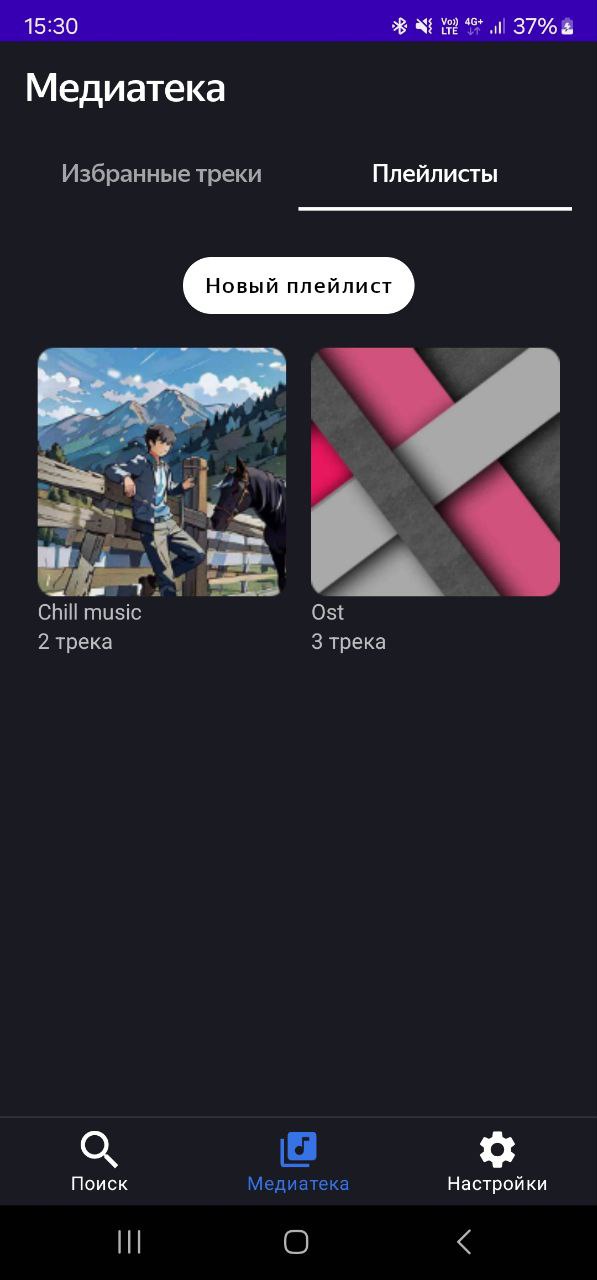 15:30
Vo)) LTE 4G+ 37%
Медиатека
Избранные треки Плейлисты
Новый плейлист
Chill music Ost
2 трека 3 трека
Поиск Медиатека Настройки